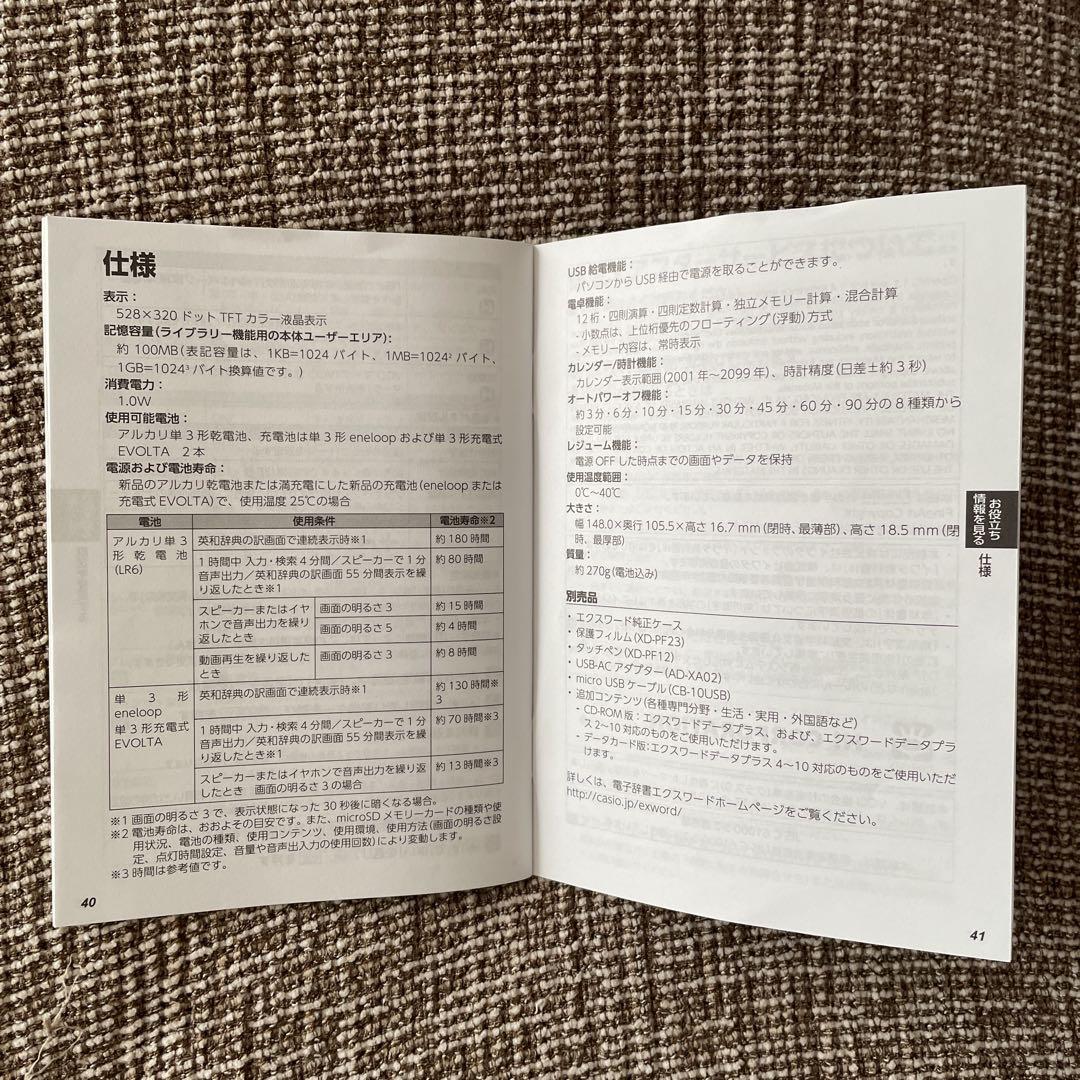 仕様
表示：
528×320 ドット TFT カラー液晶表示
記憶容量（ライブラリー機能用の本体ユーザーエリア）：
約 100MB（表記容量は、1KB=1024 バイト、1MB=1024² バイト、
1GB=1024³ バイト換算値です。）
消費電力：
1.0W
使用可能電池：
アルカリ単 3 形乾電池、充電池は単 3 形 eneloop および単 3 形充電式
EVOLTA　2 本
電源および電池寿命：
新品のアルカリ乾電池または満充電にした新品の充電池（eneloop または
充電式 EVOLTA）で、使用温度 25℃の場合
電池　使用条件　電池寿命※2
アルカリ単 3
形 乾 電 池
（LR6）
英和辞典の訳画面で連続表示時※1　約 180 時間
1 時間中 入力・検索 4 分間／スピーカーで 1 分　約 80 時間
音声出力／英和辞典の訳画面 55 分間表示を繰
り返したとき※1
スピーカーまたはイヤ　画面の明るさ 3　約 15 時間
ホンで音声出力を繰り
返したとき　画面の明るさ 5　約 4 時間
動画再生を繰り返した　画面の明るさ 3　約 8 時間
とき
単 3 形
eneloop
単 3 形充電式
EVOLTA
英和辞典の訳画面で連続表示時※1　約 130 時間※
3
1 時間中 入力・検索 4 分間／スピーカーで 1 分　約 70 時間※3
音声出力／英和辞典の訳画面 55 分間表示を繰
り返したとき※1
スピーカーまたはイヤホンで音声出力を繰り返　約 13 時間※3
したとき　画面の明るさ 3 の場合
※1 画面の明るさ 3 で、表示状態になった 30 秒後に暗くなる場合。
※2 電池寿命は、おおよその目安です。また、microSD メモリーカードの種類や使
用状況、電池の種類、使用コンテンツ、使用環境、使用方法（画面の明るさ設
定、点灯時間設定、音量や音声出入力の使用回数）により変動します。
※3 時間は参考値です。
40
USB 給電機能：
パソコンから USB 経由で電源を取ることができます。
電卓機能：
12 桁・四則演算・四則定数計算・独立メモリー計算・混合計算
- 小数点は、上位桁優先のフローティング（浮動）方式
- メモリー内容は、常時表示
カレンダー/時計機能：
カレンダー表示範囲（2001 年～2099 年）、時計精度（日差±約 3 秒）
オートパワーオフ機能：
約 3 分・6 分・10 分・15 分・30 分・45 分・60 分・90 分の 8 種類から
設定可能
レジューム機能：
電源 OFF した時点までの画面やデータを保持
使用温度範囲：
0℃～40℃
大きさ：
幅 148.0×奥行 105.5×高さ 16.7 mm（閉時、最薄部）、高さ 18.5 mm（閉
時、最厚部）
質量：
約 270g（電池込み）
別売品
• エクスワード純正ケース
• 保護フィルム（XD-PF23）
• タッチペン（XD-PF12）
• USB-AC アダプター（AD-XA02）
• micro USB ケーブル（CB-10USB）
• 追加コンテンツ（各種専門分野・生活・実用・外国語など）
- CD-ROM 版：エクスワードデータプラス、および、エクスワードデータプラ
ス 2～10 対応のものをご使用いただけます。
- データカード版：エクスワードデータプラス 4～10 対応のものをご使用いただ
けます。
詳しくは、電子辞書エクスワードホームページをご覧ください。
http://casio.jp/exword/
お役立ち
情報を見る
仕様
41